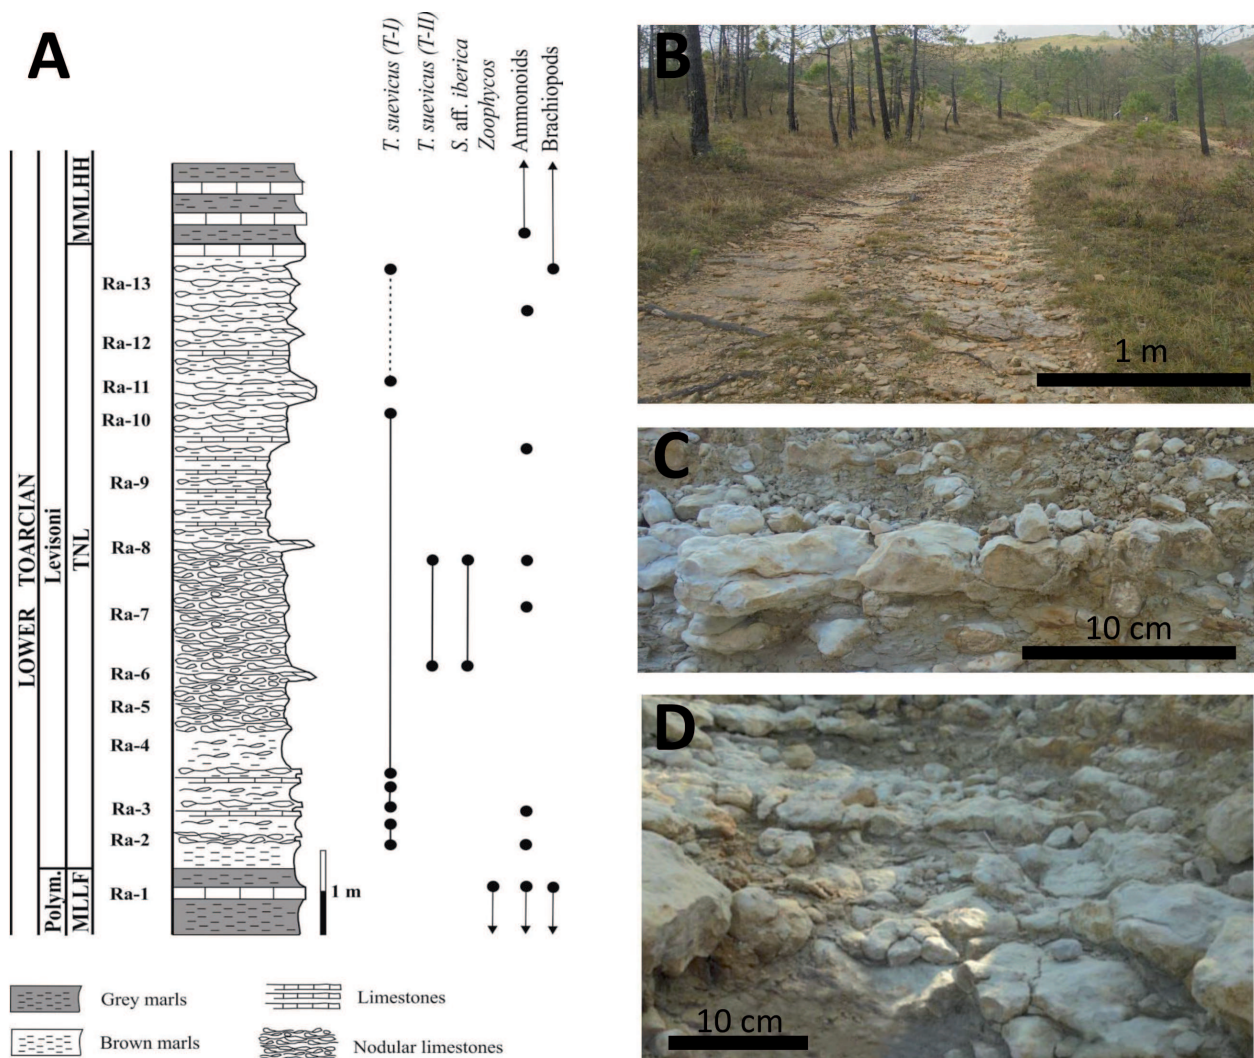 A
T. suevicus (T-I)
T. suevicus (T-II)
S. aff. iberica
Zoophycos
Ammonoids
Brachiopods
LOWER TOARCIAN
Levisoni
Polym.
MMLHH
TNL
MLLF
Ra-13
Ra-12
Ra-11
Ra-10
Ra-9
Ra-8
Ra-7
Ra-6
Ra-5
Ra-4
Ra-3
Ra-2
Ra-1
1 m
Grey marls
Limestones
Brown marls
Nodular limestones
B
1 m
C
10 cm
D
10 cm